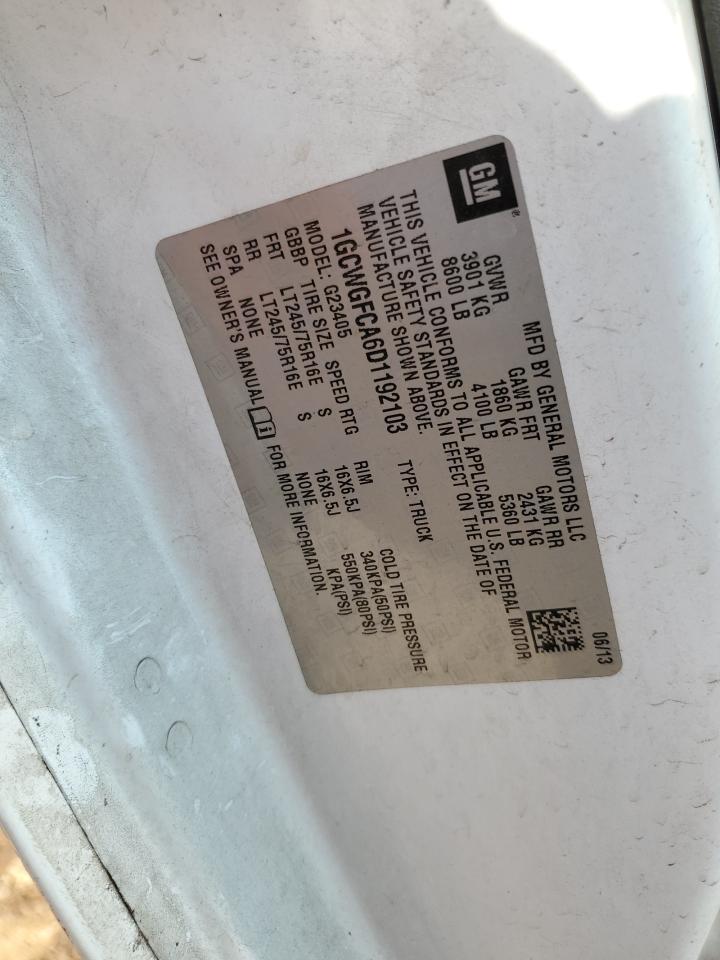 GM®
MFD BY GENERAL MOTORS LLC 06/13
GVWR GAWR FRT GAWR RR
3901 KG 1860 KG 2431 KG
8600 LB 4100 LB 5360 LB
THIS VEHICLE CONFORMS TO ALL APPLICABLE U.S. FEDERAL MOTOR
VEHICLE SAFETY STANDARDS IN EFFECT ON THE DATE OF
MANUFACTURE SHOWN ABOVE.
1GCWGFCA6D1192103 TYPE: TRUCK
MODEL: G23405
GBBP TIRE SIZE SPEED RTG RIM COLD TIRE PRESSURE
FRT LT245/75R16E S 16X6.5J 340KPA(50PSI)
RR LT245/75R16E S 16X6.5J 550KPA(80PSI)
SPA NONE NONE KPA(PSI)
SEE OWNER'S MANUAL i FOR MORE INFORMATION.